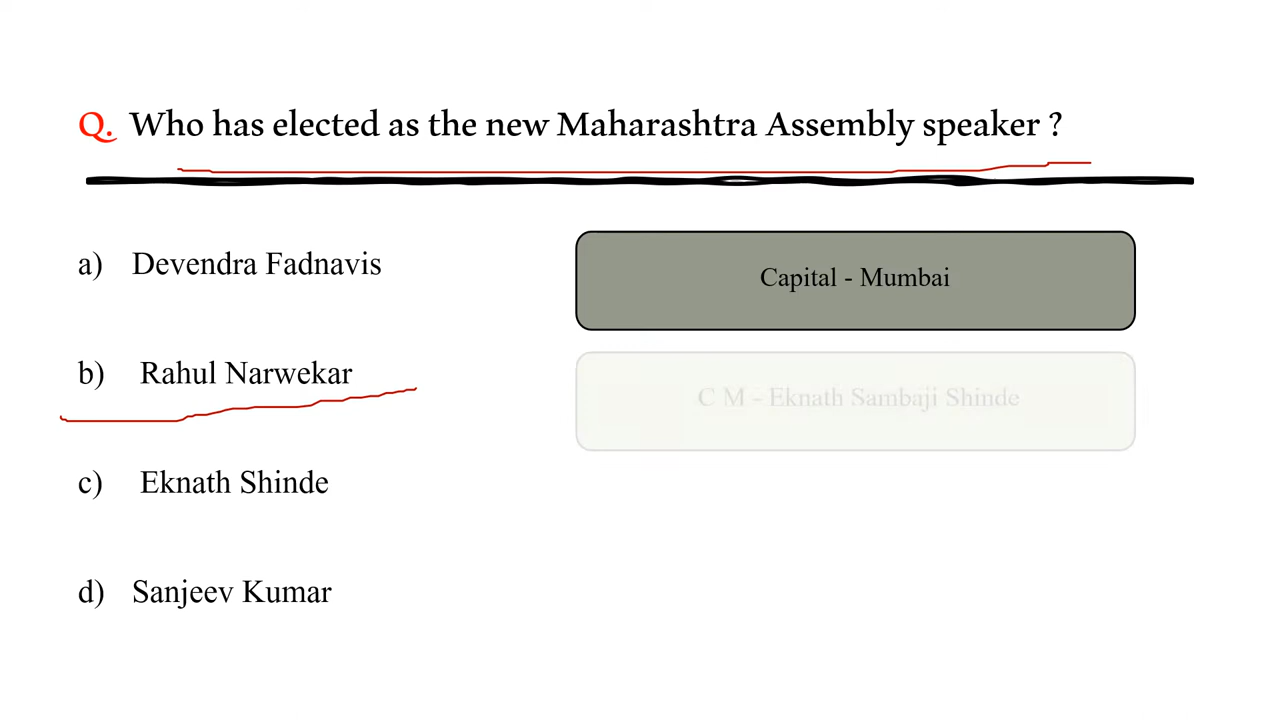 Q. Who has elected as the new Maharashtra Assembly speaker ?
a) Devendra Fadnavis
b) Rahul Narwekar
c) Eknath Shinde
d) Sanjeev Kumar
Capital - Mumbai
C M - Eknath Sambaji Shinde